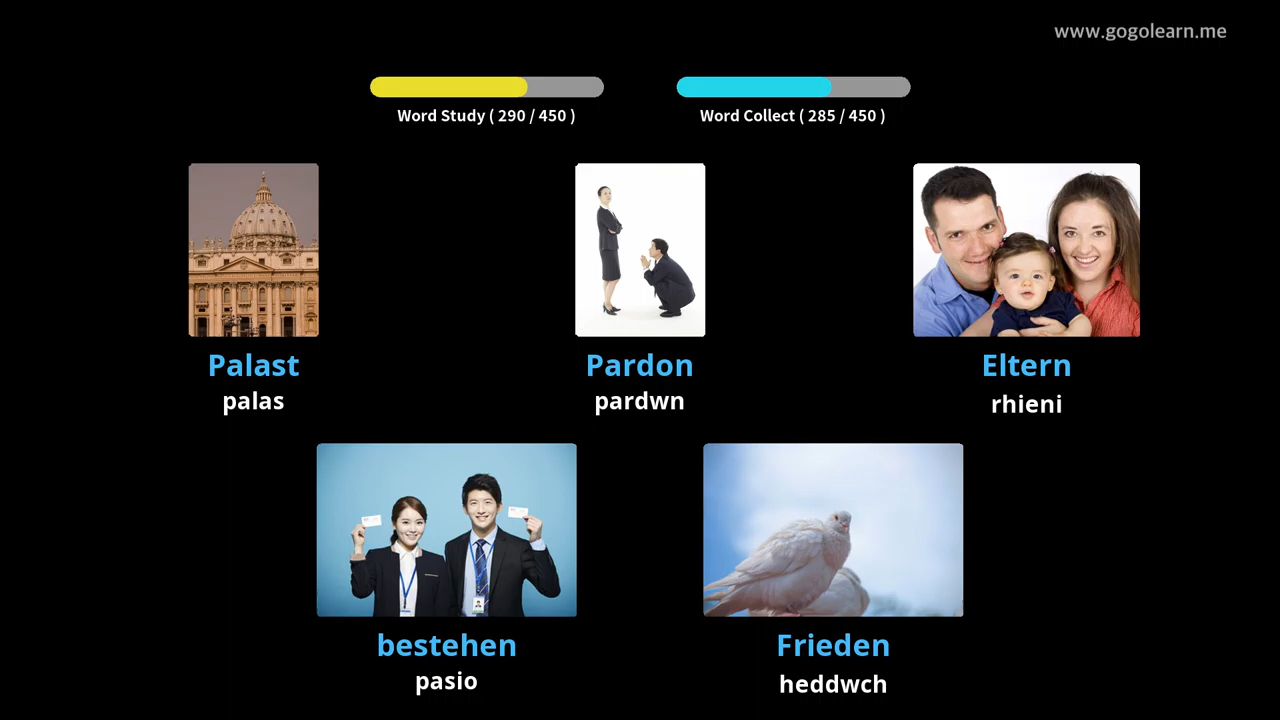 www.gogolearn.me
Word Study ( 290 / 450 )
Word Collect ( 285 / 450 )
Palast
palas
Pardon
pardwn
Eltern
rhieni
bestehen
pasio
Frieden
heddwch